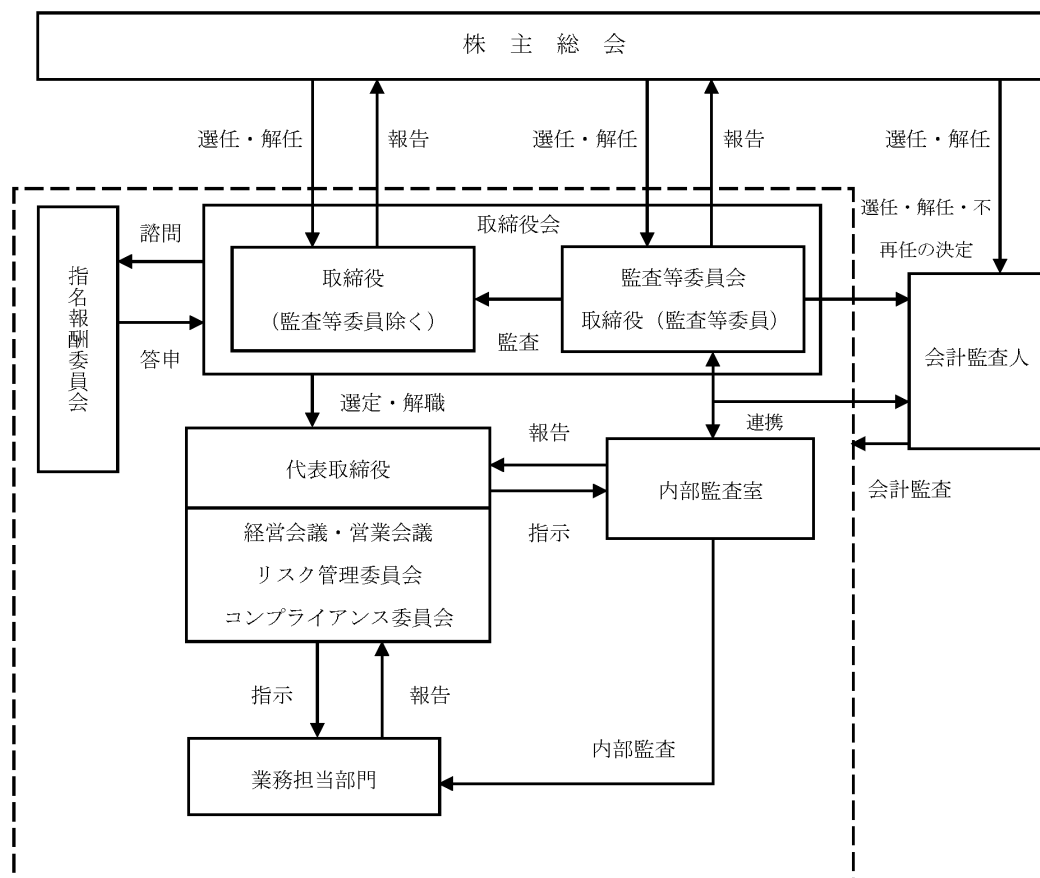 株主総会
選任・解任
報告
選任・解任
報告
選任・解任
選任・解任・不
再任の決定
指名報酬委員会
諮問
答申
取締役会
取締役
（監査等委員除く）
監査
監査等委員会
取締役（監査等委員）
会計監査人
選定・解職
連携
会計監査
代表取締役
経営会議・営業会議
リスク管理委員会
コンプライアンス委員会
報告
指示
内部監査室
指示
報告
内部監査
業務担当部門